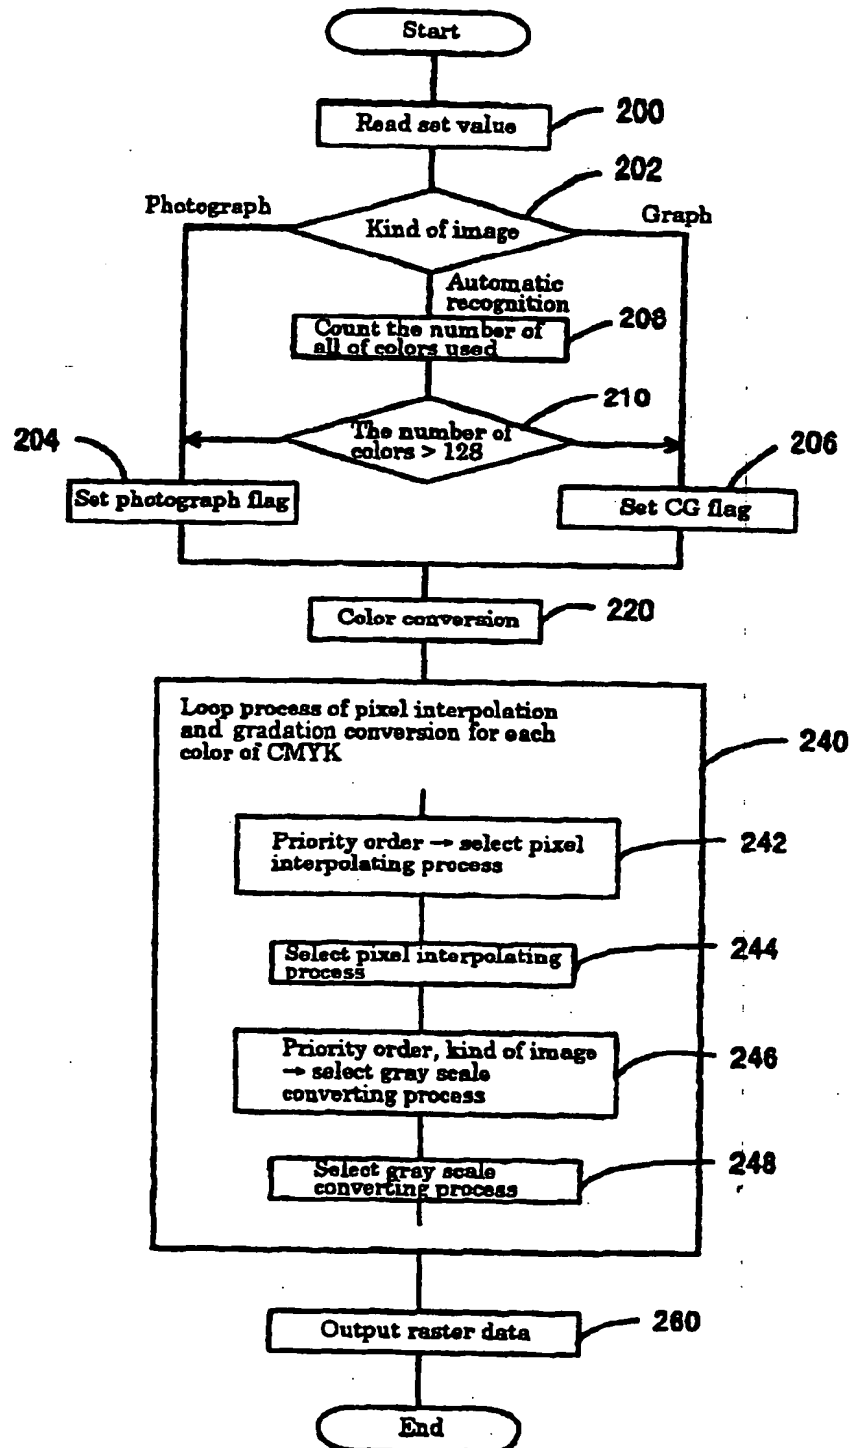 Start
Read set value
200
202
Photograph
Kind of image
Graph
Automatic
recognition
Count the number of
all of colors used
208
210
The number of
colors > 128
204
206
Set photograph flag
Set CG flag
Color conversion
220
Loop process of pixel interpolation
and gradation conversion for each
color of CMYK
240
Priority order → select pixel
interpolating process
242
Select pixel interpolating
process
244
Priority order, kind of image
→ select gray scale
converting process
246
Select gray scale
converting process
248
Output raster data
260
End